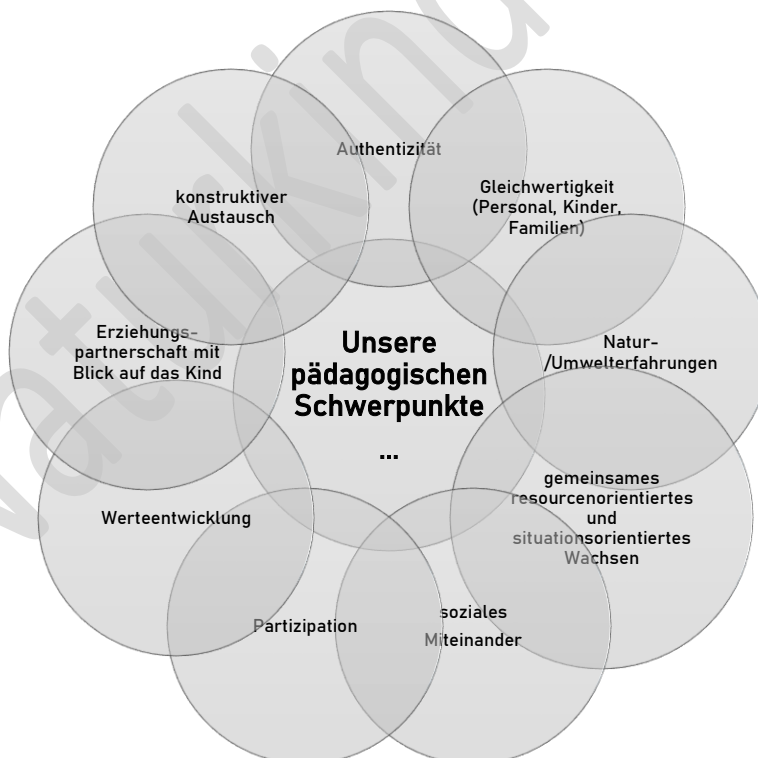 Authentizität
Gleichwertigkeit
(Personal, Kinder,
Familien)
Natur-
/Umwelterfahrungen
gemeinsames
resourcenorientiertes
und
situationsorientiertes
Wachsen
soziales
Miteinander
Partizipation
Werteentwicklung
Erziehungs-
partnerschaft mit
Blick auf das Kind
konstruktiver
Austausch
Unsere
pädagogischen
Schwerpunkte
...